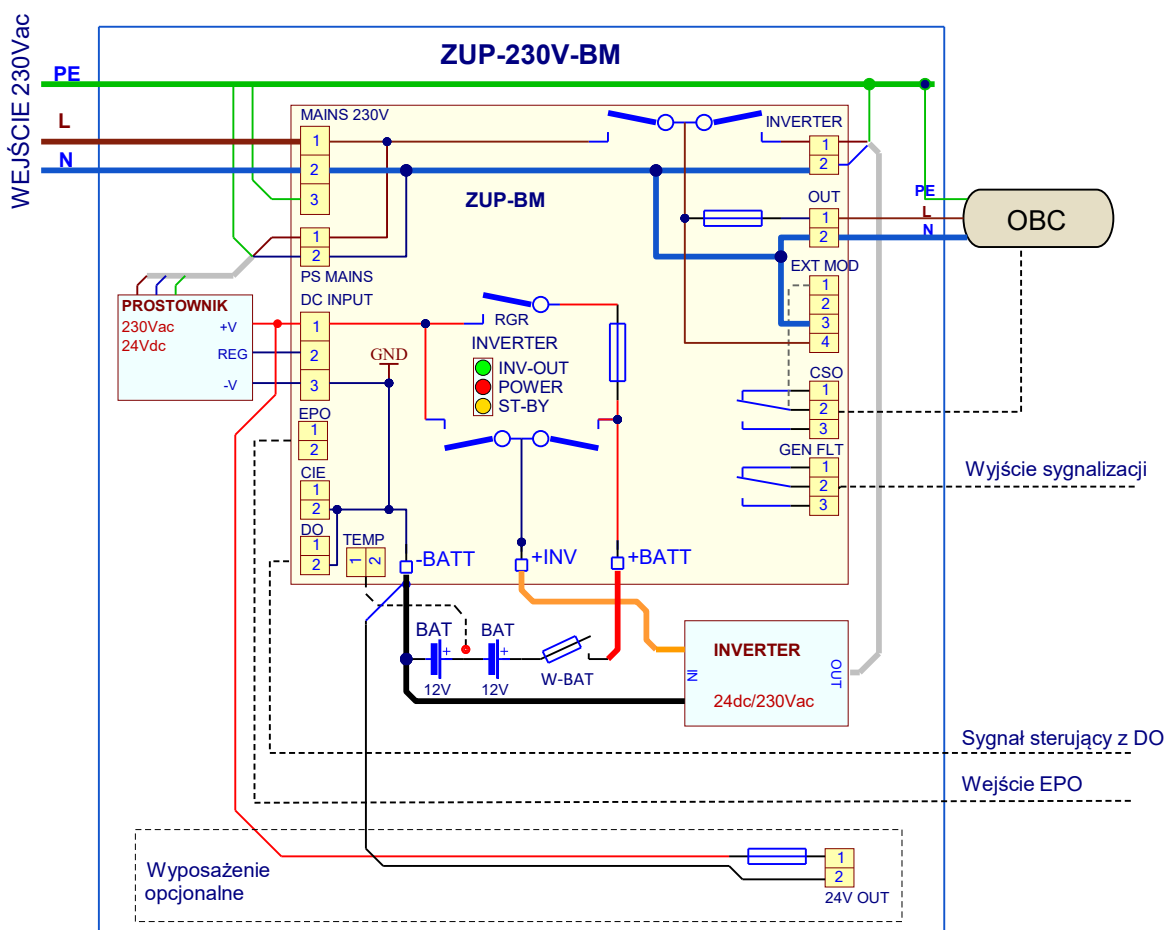 WEJŚCIE 230Vac
ZUP-230V-BM
PE
L
N
MAINS 230V
1
2
3
INVERTER
1
2
ZUP-BM
OUT
1
2
PE
L
N
OBC
1
2
PS MAINS
EXT MOD
1
2
3
4
PROSTOWNIK
230Vac
24Vdc
+V
REG
-V
DC INPUT
1
2
3
GND
RGR
INVERTER
INV-OUT
POWER
ST-BY
CSO
1
2
3
EPO
1
2
GEN FLT
1
2
3
Wyjście sygnalizacji
CIE
1
2
DO
1
2
TEMP
1
2
-BATT
+INV
+BATT
BAT
+
12V
BAT
+
12V
W-BAT
INVERTER
IN
OUT
24dc/230Vac
Sygnał sterujący z DO
Wejście EPO
Wyposażenie
opcjonalne
1
2
24V OUT